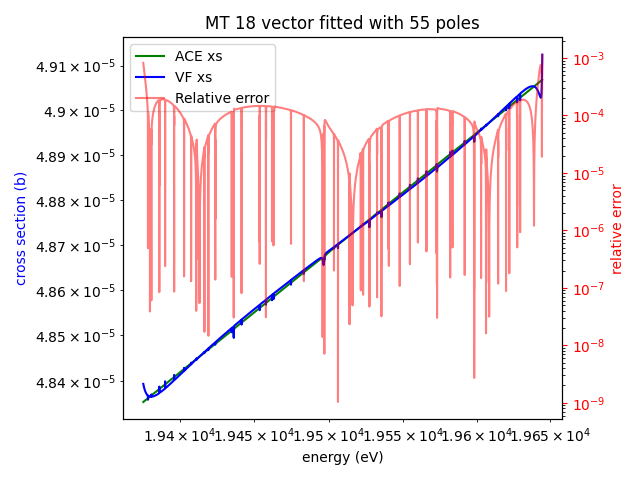 MT 18 vector fitted with 55 poles
ACE xs
VF xs
Relative error
4.91 × 10⁻⁵
4.9 × 10⁻⁵
4.89 × 10⁻⁵
4.88 × 10⁻⁵
4.87 × 10⁻⁵
4.86 × 10⁻⁵
4.85 × 10⁻⁵
4.84 × 10⁻⁵
cross section (b)
10⁻³
10⁻⁴
10⁻⁵
10⁻⁶
10⁻⁷
10⁻⁸
10⁻⁹
relative error
1.94 × 10⁴ 1.945 × 10⁴ 1.95 × 10⁴ 1.955 × 10⁴ 1.96 × 10⁴ 1.965 × 10⁴
energy (eV)